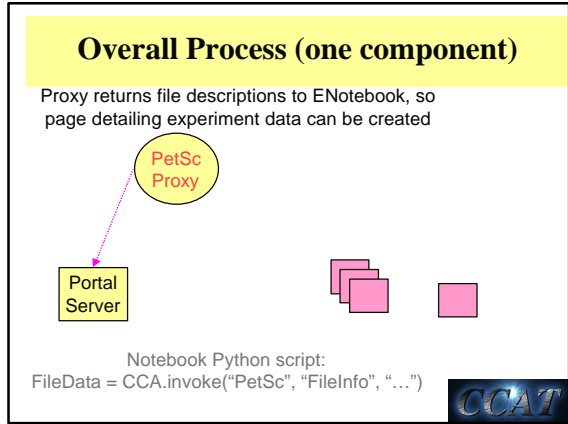 Overall Process (one component)
Proxy returns file descriptions to ENotebook, so
page detailing experiment data can be created
PetSc
Proxy
Portal
Server
Notebook Python script:
FileData = CCA.invoke(“PetSc”, “FileInfo”, “…”)
CCAT